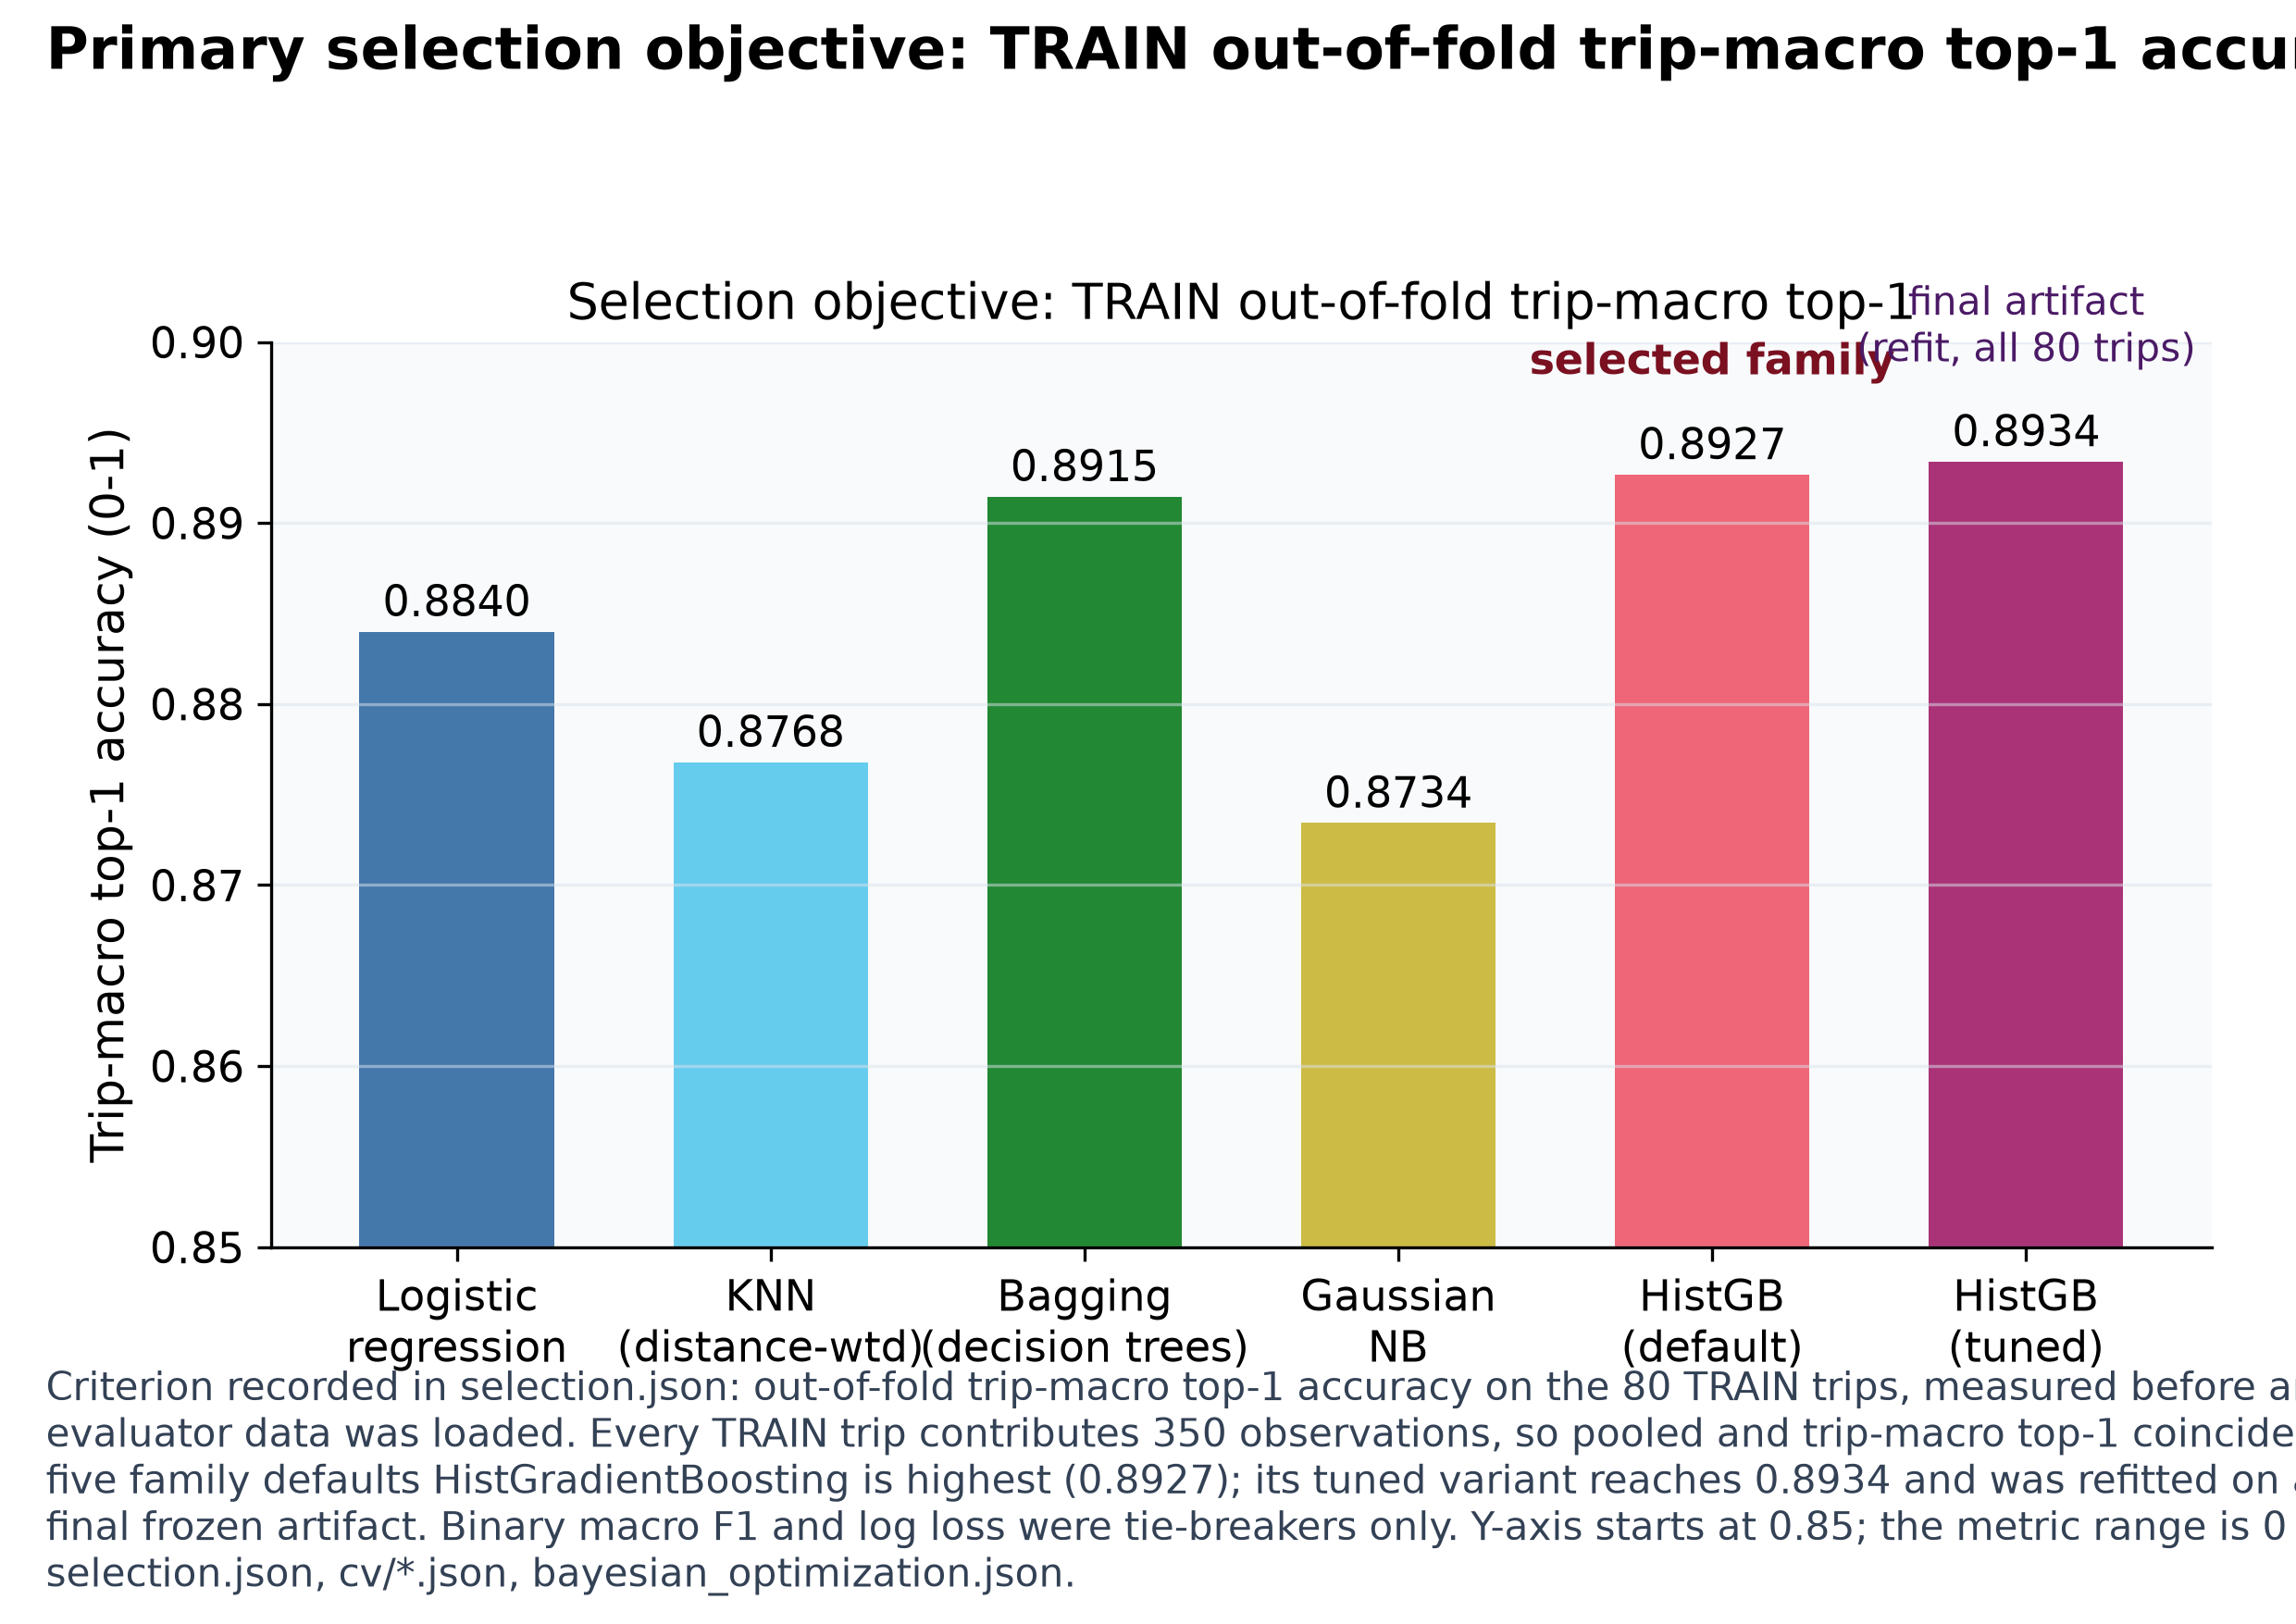 Primary selection objective: TRAIN out-of-fold trip-macro top-1
Selection objective: TRAIN out-of-fold trip-macro top-1
final artifact
(refit, all 80 trips)
selected family
Trip-macro top-1 accuracy (0-1)
0.90
0.89
0.88
0.87
0.86
0.85
0.8840
0.8768
0.8915
0.8734
0.8927
0.8934
Logistic
regression
KNN
(distance-wtd)
Bagging
(decision trees)
Gaussian
NB
HistGB
(default)
HistGB
(tuned)
Criterion recorded in selection.json: out-of-fold trip-macro top-1 accuracy on the 80 TRAIN trips, measured before
evaluator data was loaded. Every TRAIN trip contributes 350 observations, so pooled and trip-macro top-1 coincide
five family defaults HistGradientBoosting is highest (0.8927); its tuned variant reaches 0.8934 and was refitted on
final frozen artifact. Binary macro F1 and log loss were tie-breakers only. Y-axis starts at 0.85; the metric range is 0
selection.json, cv/*.json, bayesian_optimization.json.